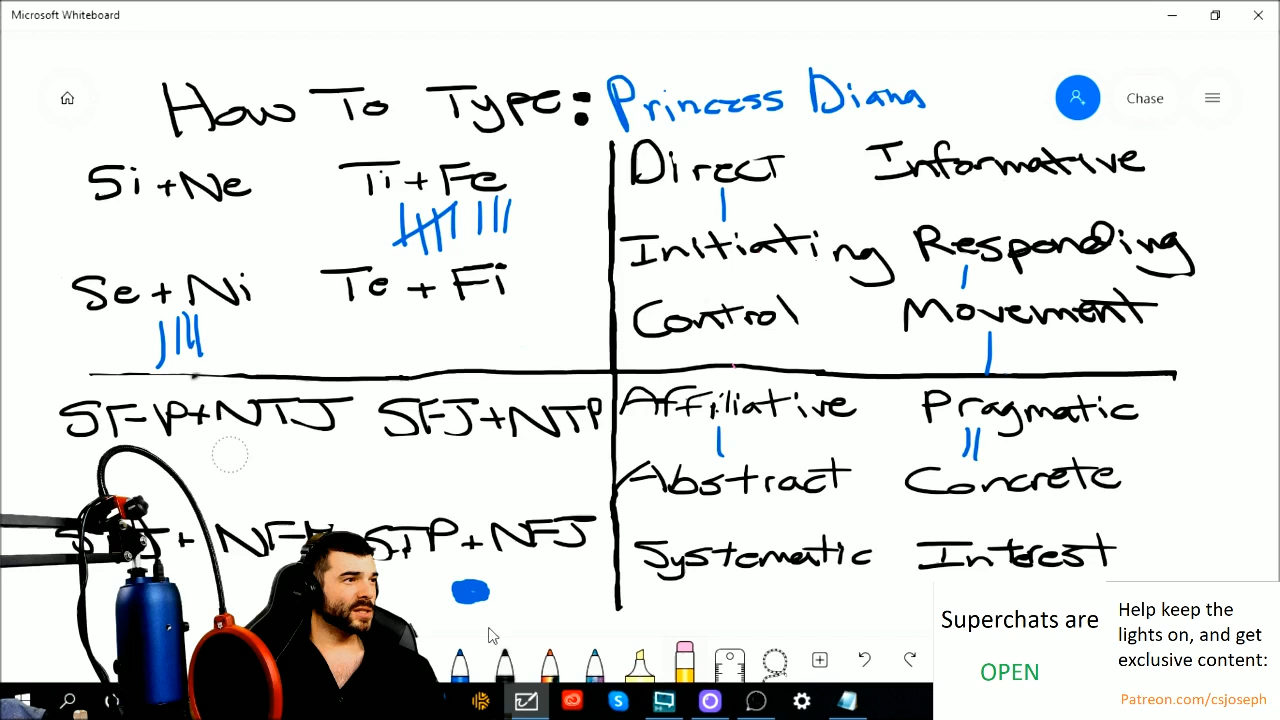 Microsoft Whiteboard
How To Type: Princess Diana
Chase
Si + Ne Ti + Fe
Se + Ni Te + Fi
Direct Informative
Initiating Responding
Control Movement
SFP + NTJ SFJ + NTP
+ NF STP + NFJ
Affiliative Pragmatic
Abstract Concrete
Systematic Interest
Superchats are
OPEN
Help keep the
lights on, and get
exclusive content:
Patreon.com/csjoseph